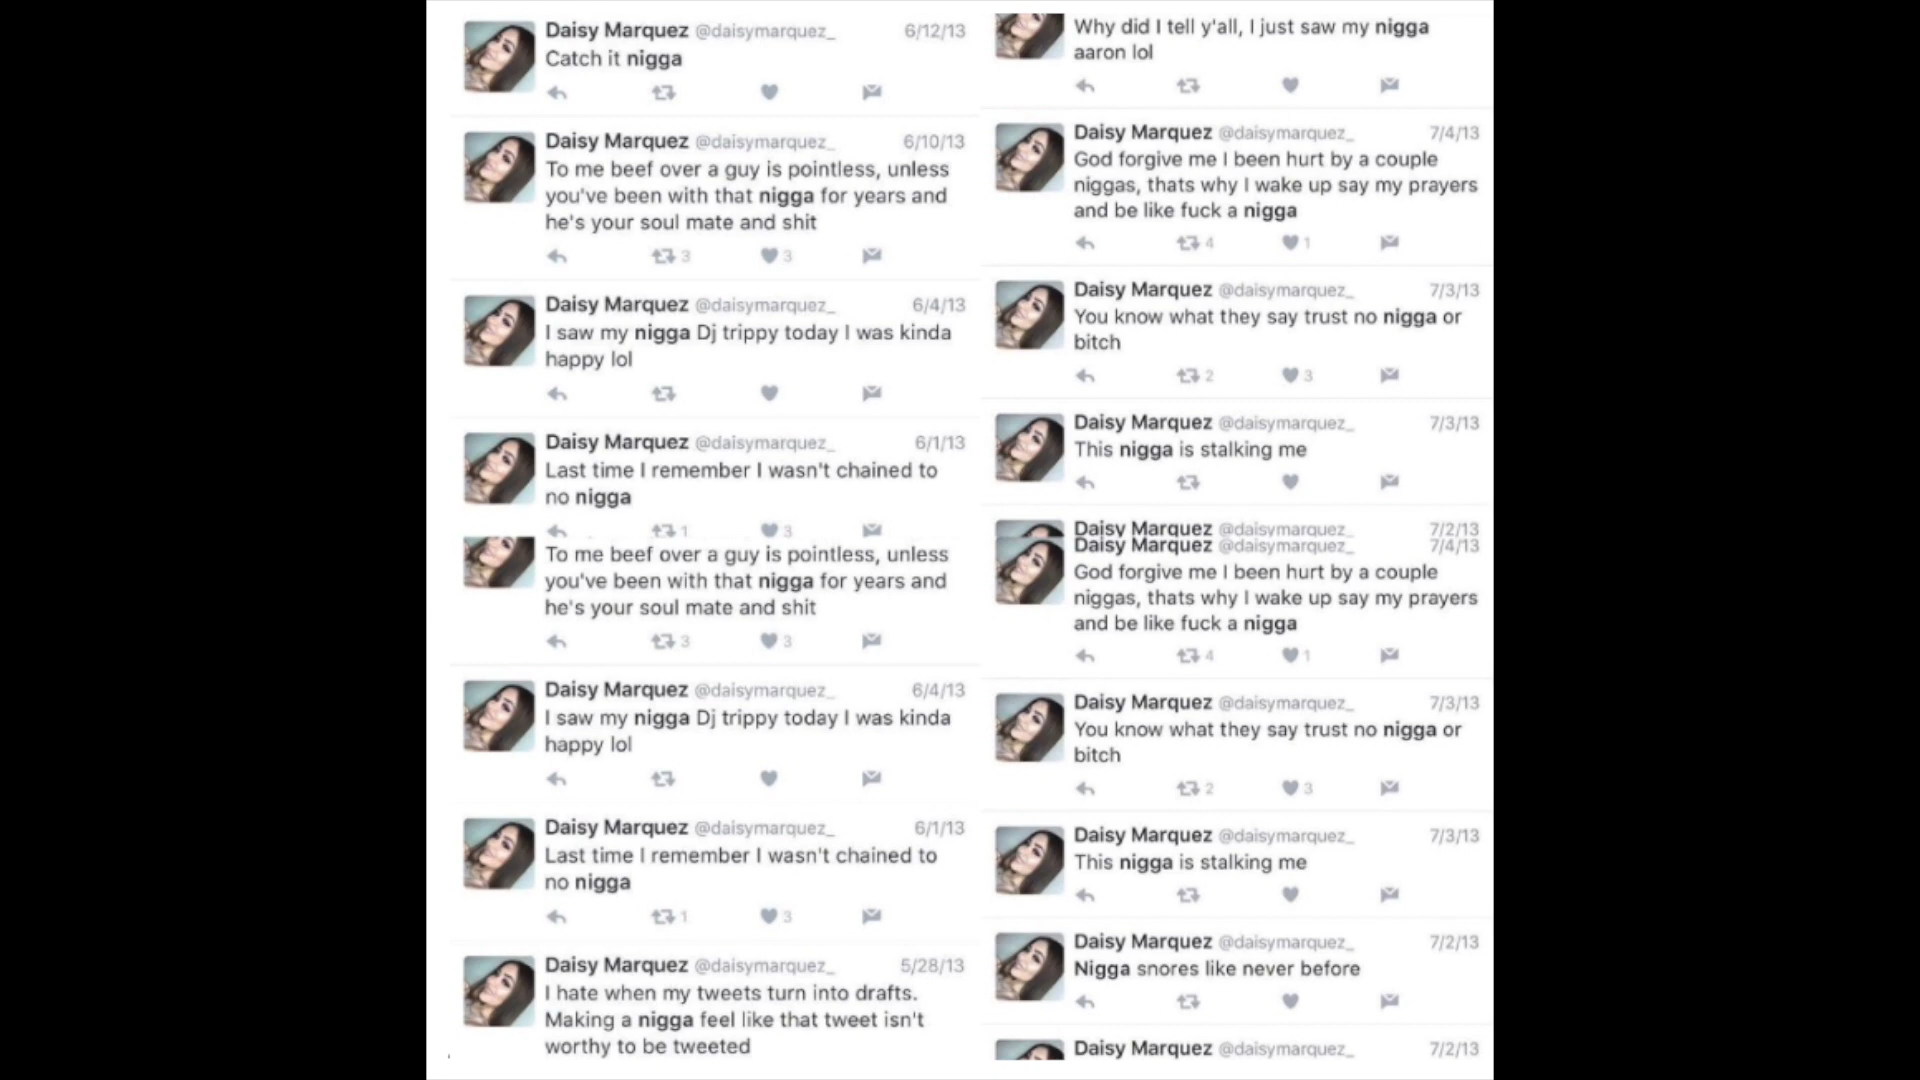 Daisy Marquez @daisymarquez_ 6/12/13
Catch it nigga
Daisy Marquez @daisymarquez_ 6/10/13
To me beef over a guy is pointless, unless
you've been with that nigga for years and
he's your soul mate and shit
3 3
Daisy Marquez @daisymarquez_ 6/4/13
I saw my nigga Dj trippy today I was kinda
happy lol
Daisy Marquez @daisymarquez_ 6/1/13
Last time I remember I wasn't chained to
no nigga
1 3
To me beef over a guy is pointless, unless
you've been with that nigga for years and
he's your soul mate and shit
3 3
Daisy Marquez @daisymarquez_ 6/4/13
I saw my nigga Dj trippy today I was kinda
happy lol
Daisy Marquez @daisymarquez_ 6/1/13
Last time I remember I wasn't chained to
no nigga
1 3
Daisy Marquez @daisymarquez_ 5/28/13
I hate when my tweets turn into drafts.
Making a nigga feel like that tweet isn't
worthy to be tweeted
Why did I tell y'all, I just saw my nigga
aaron lol
Daisy Marquez @daisymarquez_ 7/4/13
God forgive me I been hurt by a couple
niggas, thats why I wake up say my prayers
and be like fuck a nigga
4 1
Daisy Marquez @daisymarquez_ 7/3/13
You know what they say trust no nigga or
bitch
2 3
Daisy Marquez @daisymarquez_ 7/3/13
This nigga is stalking me
Daisy Marquez @daisymarquez_ 7/2/13
Daisy Marquez @daisymarquez_ 7/4/13
God forgive me I been hurt by a couple
niggas, thats why I wake up say my prayers
and be like fuck a nigga
4 1
Daisy Marquez @daisymarquez_ 7/3/13
You know what they say trust no nigga or
bitch
2 3
Daisy Marquez @daisymarquez_ 7/3/13
This nigga is stalking me
Daisy Marquez @daisymarquez_ 7/2/13
Nigga snores like never before
Daisy Marquez @daisymarquez_ 7/2/13